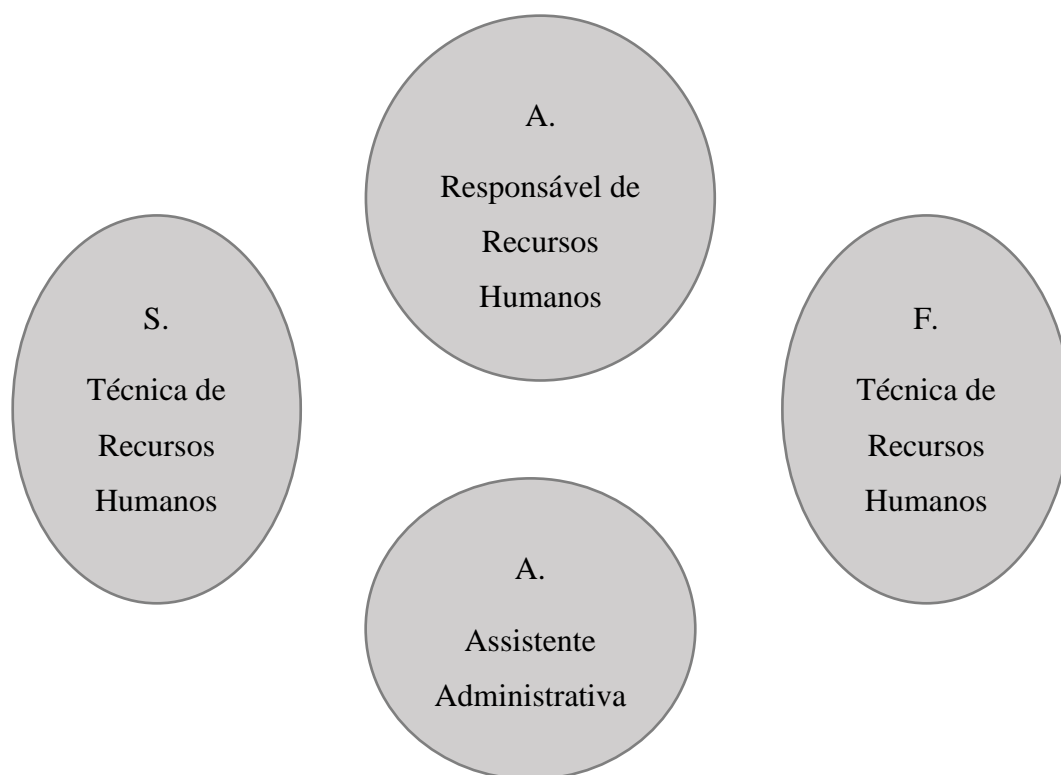 A.
Responsável de
Recursos
Humanos
S.
Técnica de
Recursos
Humanos
F.
Técnica de
Recursos
Humanos
A.
Assistente
Administrativa